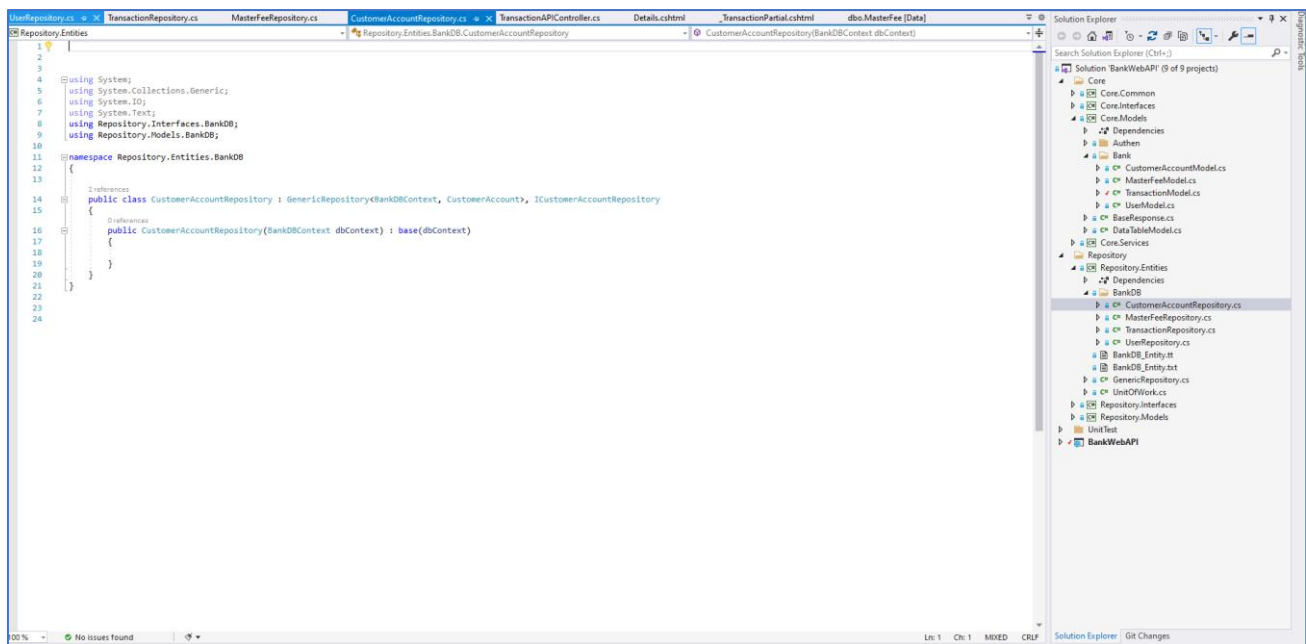 UserRepository.cs TransactionRepository.cs MasterFeeRepository.cs CustomerAccountRepository.cs TransactionAPIController.cs Details.cshtml _TransactionPartial.cshtml dbo.MasterFee [Data]
Repository.Entities Repository.Entities.BankDB.CustomerAccountRepository CustomerAccountRepository(BankDBContext dbContext)
1
2
3
4 using System;
5 using System.Collections.Generic;
6 using System.IO;
7 using System.Text;
8 using Repository.Interfaces.BankDB;
9 using Repository.Models.BankDB;
10
11 namespace Repository.Entities.BankDB
12 {
13
2 references
14 public class CustomerAccountRepository : GenericRepository<BankDBContext, CustomerAccount>, ICustomerAccountRepository
15 {
0 references
16 public CustomerAccountRepository(BankDBContext dbContext) : base(dbContext)
17 {
18
19 }
20 }
21 }
22
23
24
100 % No issues found Ln: 1 Ch: 1 MIXED CRLF
Solution Explorer
Search Solution Explorer (Ctrl+;)
Solution 'BankWebAPI' (9 of 9 projects)
Core
Core.Common
Core.Interfaces
Core.Models
Dependencies
Authen
Bank
CustomerAccountModel.cs
MasterFeeModel.cs
TransactionModel.cs
UserModel.cs
BaseResponse.cs
DataTableModel.cs
Core.Services
Repository
Repository.Entities
Dependencies
BankDB
CustomerAccountRepository.cs
MasterFeeRepository.cs
TransactionRepository.cs
UserRepository.cs
BankDB_Entity.tt
BankDB_Entity.txt
GenericRepository.cs
UnitOfWork.cs
Repository.Interfaces
Repository.Models
UnitTest
BankWebAPI
Solution Explorer Git Changes
Diagnostic Tools